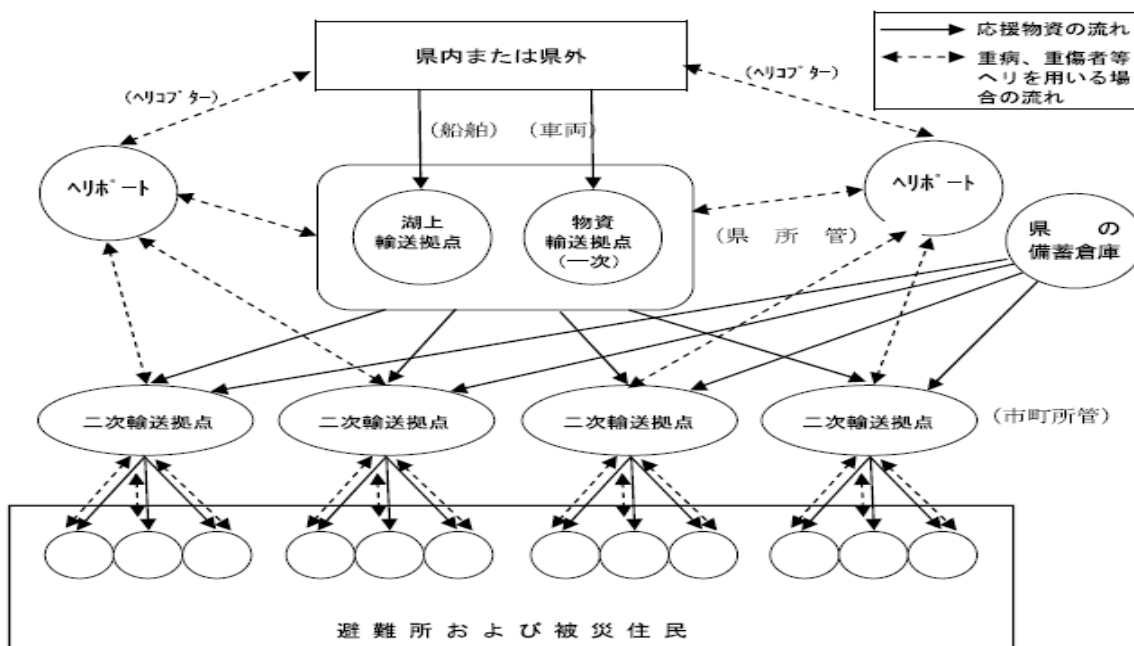 県内または県外
応援物資の流れ
重病、重傷者等
ヘリを用いる場
合の流れ
(ﾍﾘｺﾌﾟﾀｰ)
(ﾍﾘｺﾌﾟﾀｰ)
(船舶)
(車両)
ﾍﾘﾎﾟｰﾄ
ﾍﾘﾎﾟｰﾄ
湖上
輸送拠点
物資
輸送拠点
(一次)
(県所管)
県の
備蓄倉庫
二次輸送拠点
二次輸送拠点
二次輸送拠点
二次輸送拠点
(市町所管)
避難所および被災住民